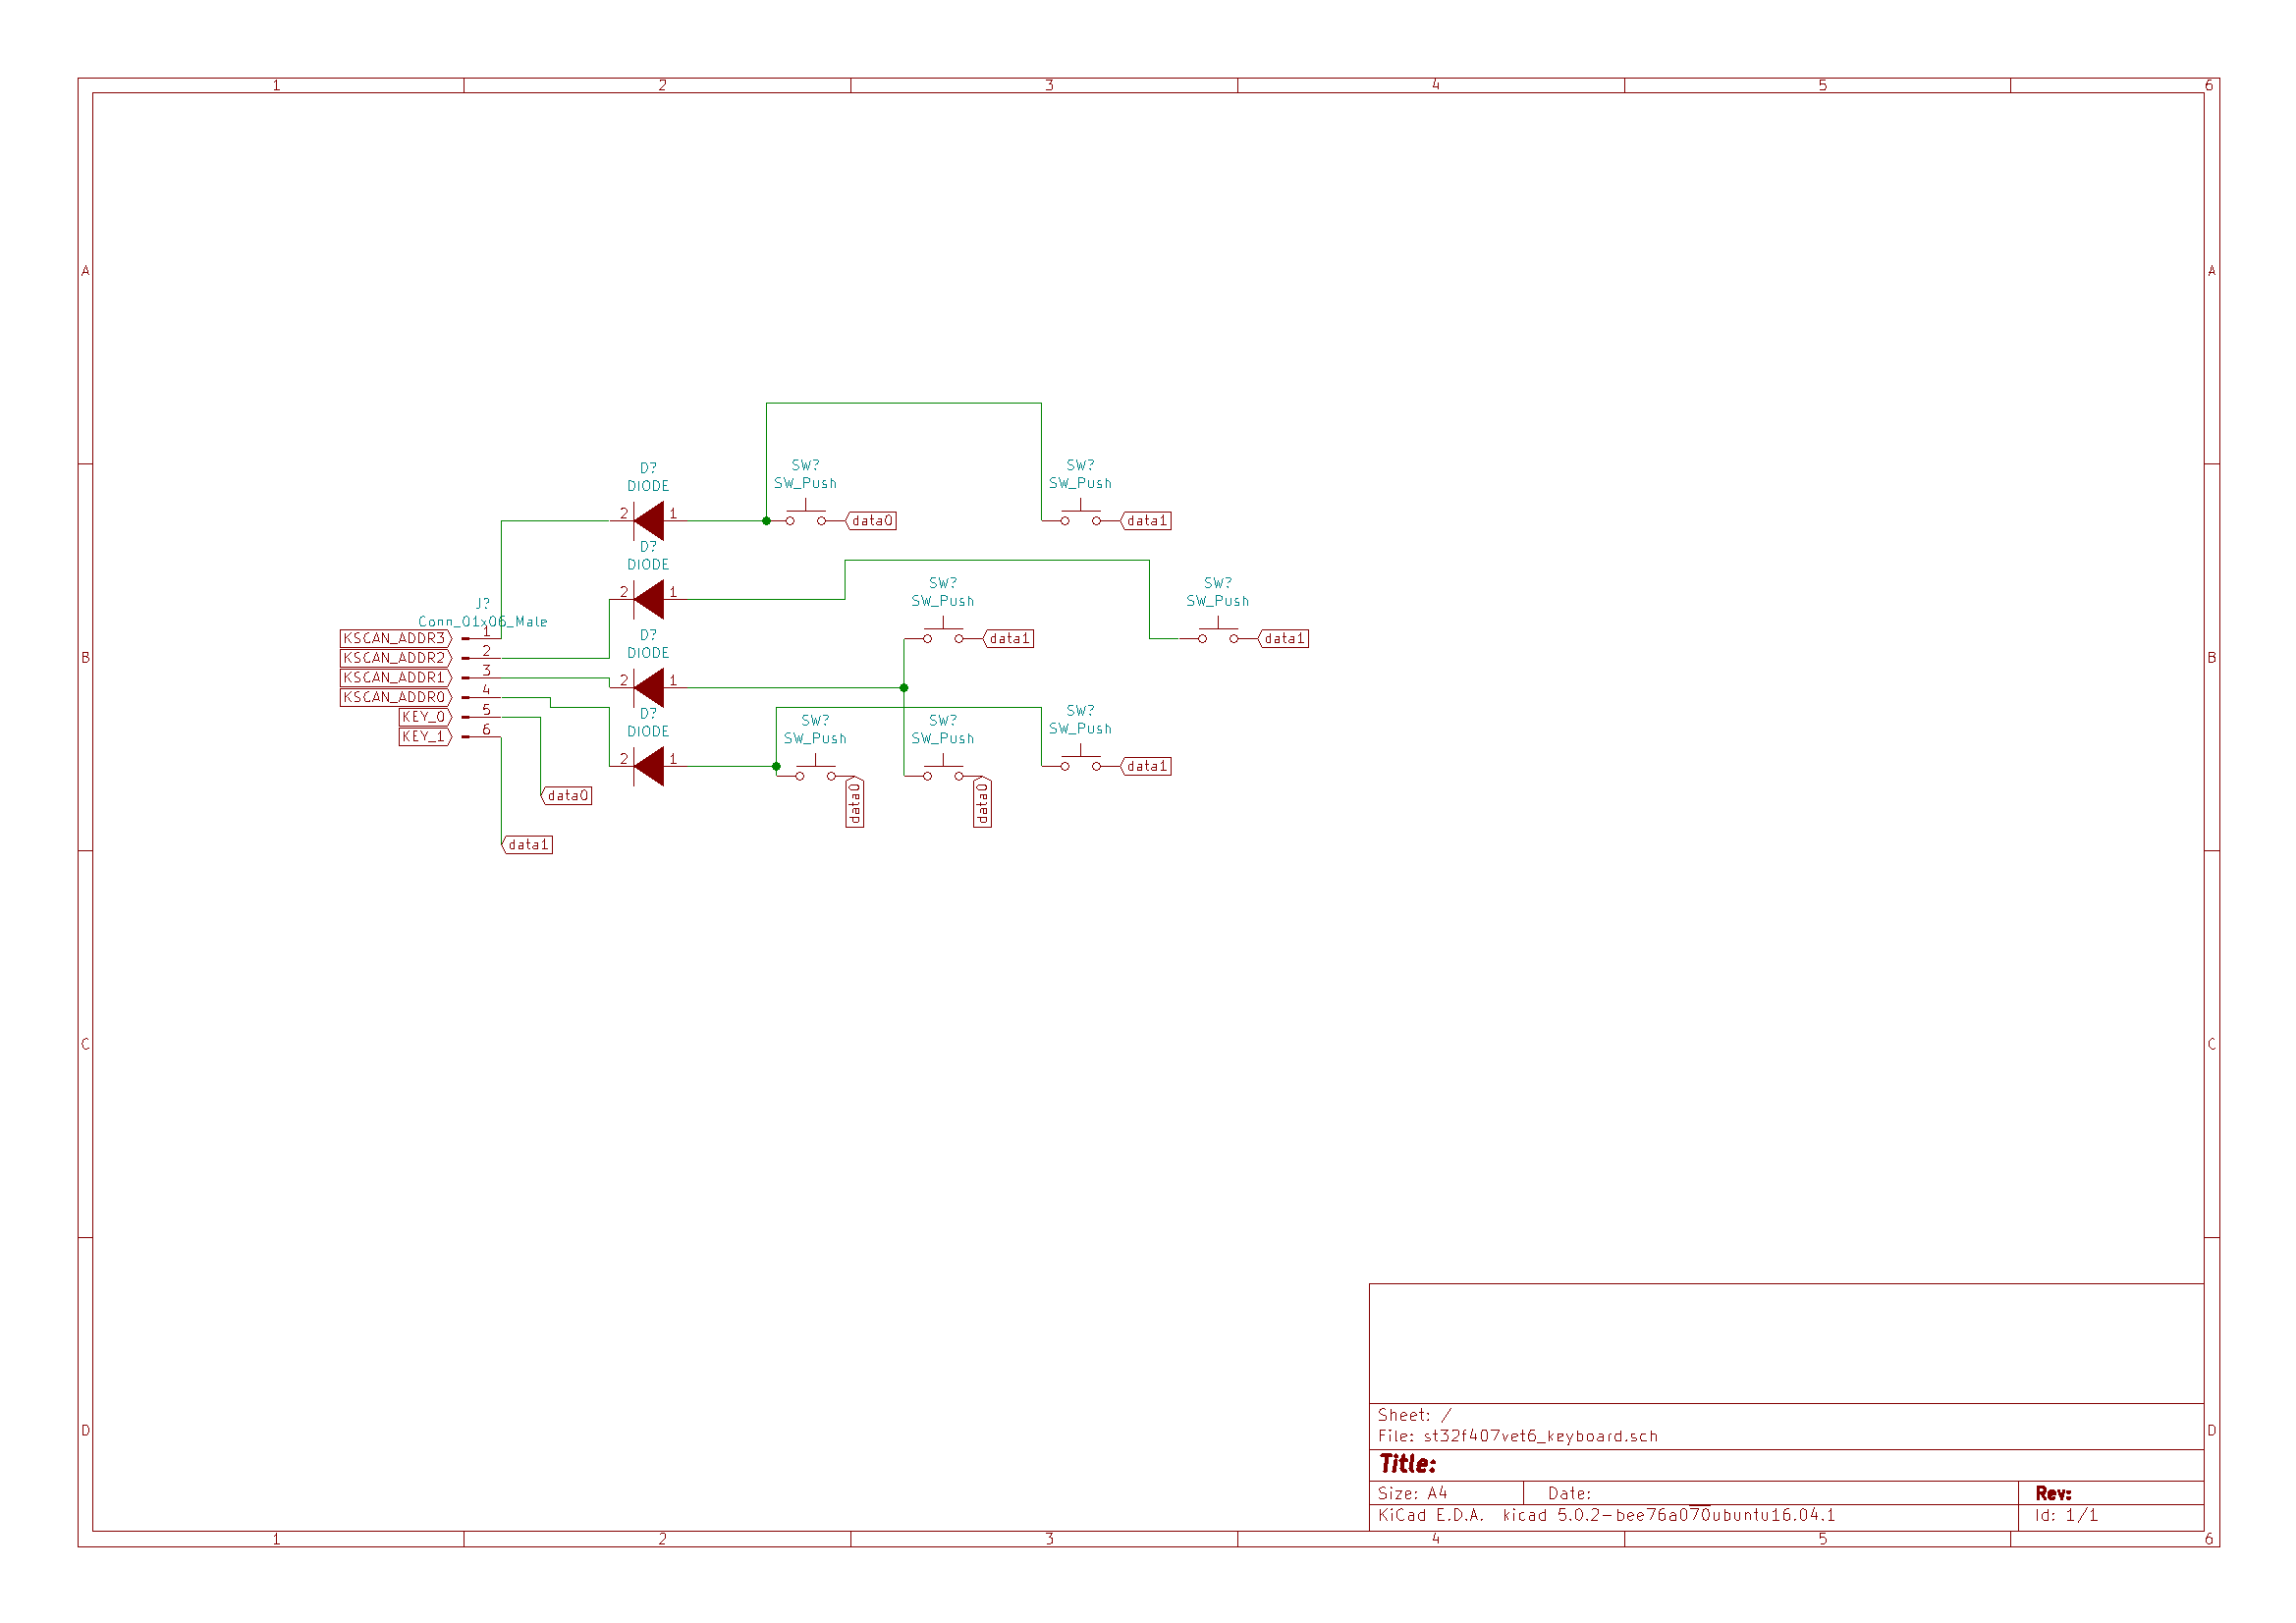 1 2 3 4 5 6
A A
D?
DIODE
2 1
SW?
SW_Push
data0
SW?
SW_Push
data1
D?
DIODE
2 1
SW?
SW_Push
data1
SW?
SW_Push
data1
J?
Conn_01x06_Male
KSCAN_ADDR3 1
KSCAN_ADDR2 2
KSCAN_ADDR1 3
KSCAN_ADDR0 4
KEY_0 5
KEY_1 6
B B
D?
DIODE
2 1
D?
DIODE
2 1
SW?
SW_Push
data0
SW?
SW_Push
data0
SW?
SW_Push
data1
data0
data1
C C
Sheet: /
File: st32f407vet6_keyboard.sch
D D
Title:
Size: A4 Date: Rev:
KiCad E.D.A. kicad 5.0.2-bee76a070ubuntu16.04.1 Id: 1/1
1 2 3 4 5 6